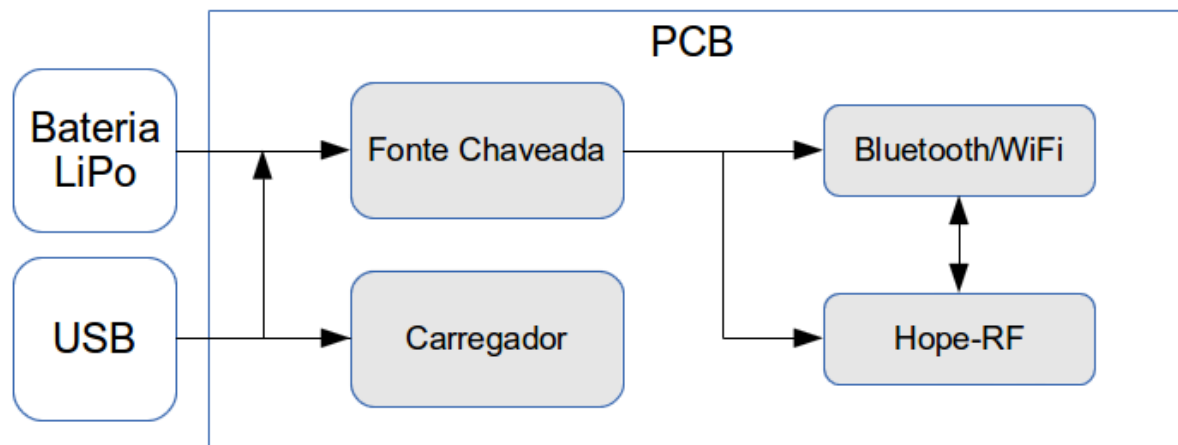 PCB
Bateria
LiPo
Fonte Chaveada
Bluetooth/WiFi
USB
Carregador
Hope-RF